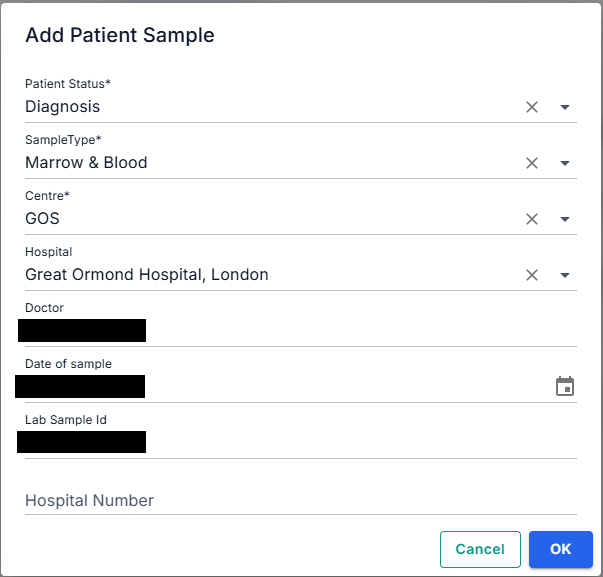 Add Patient Sample
Patient Status*
Diagnosis
SampleType*
Marrow & Blood
Centre*
GOS
Hospital
Great Ormond Hospital, London
Doctor
Date of sample
Lab Sample Id
Hospital Number
Cancel OK